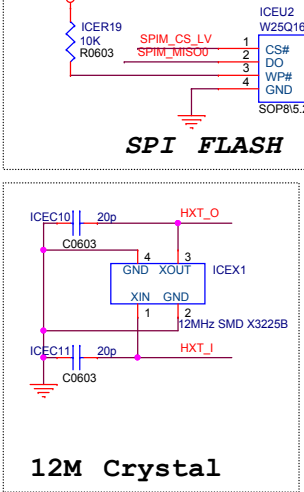 ICER19
10K
R0603
ICEU2
W25Q16
SPIM_CS_LV
SPIM_MISO0
1
2
3
4
CS#
DO
WP#
GND
SOP8\5.2
SPI FLASH
ICEC10
20p
HXT_O
C0603
4
3
GND
XOUT
ICEX1
XIN
GND
1
2
12MHz SMD X3225B
ICEC11
20p
HXT_I
C0603
12M Crystal